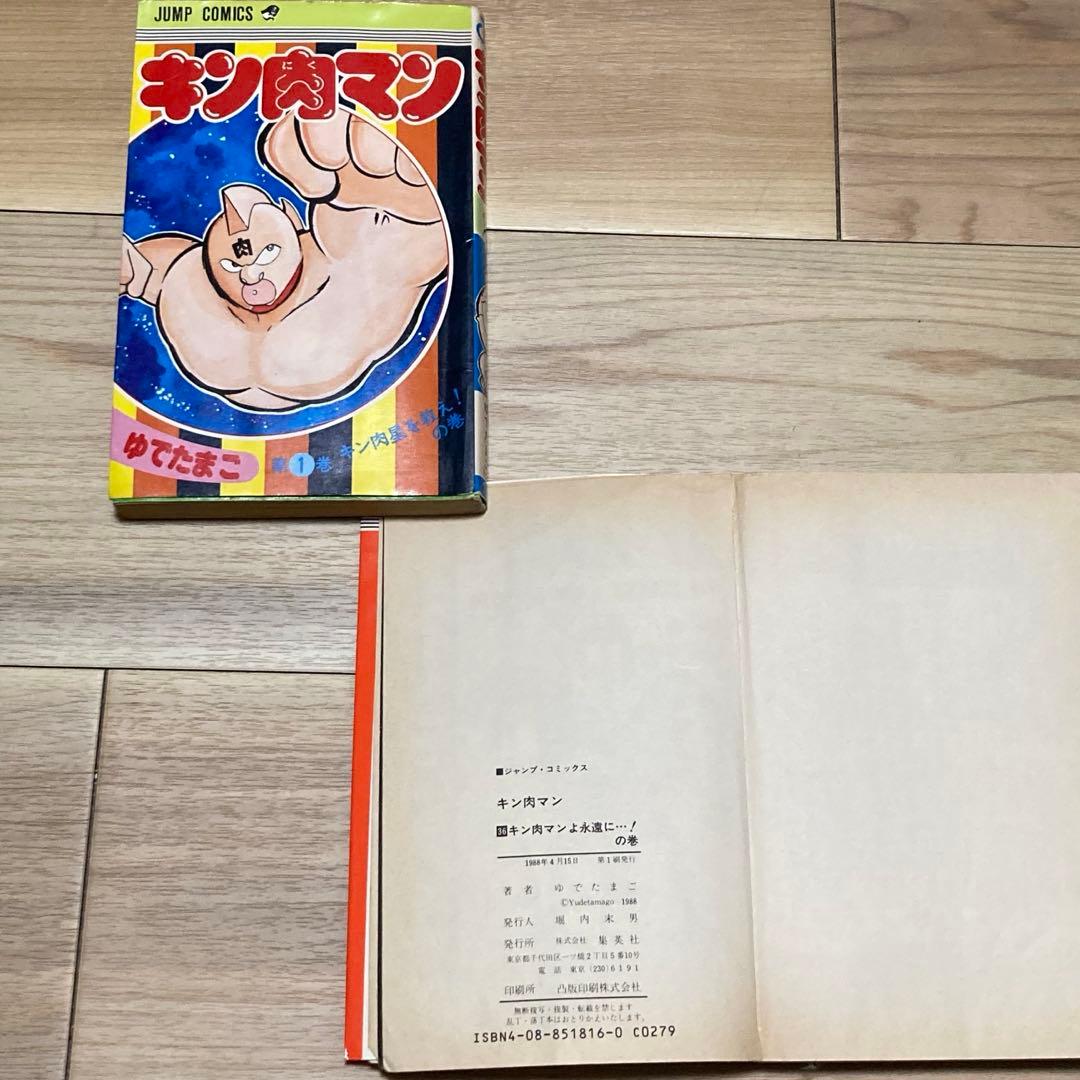 JUMP COMICS
キン肉マン
にく
肉
ゆでたまご
第1巻 キン肉星を救え!
の巻
■ジャンプ・コミックス
キン肉マン
36キン肉マンよ永遠に…!
の巻
1988年4月15日 第1刷発行
著者 ゆでたまご
©Yudetamago 1988
発行人 堀内末男
発行所 株式会社 集英社
東京都千代田区一ツ橋2丁目5番10号
電話 東京(230)6191
印刷所 凸版印刷株式会社
無断複写・複製・転載を禁じます
乱丁・落丁本はおとりかえいたします。
ISBN4-08-851816-0 C0279